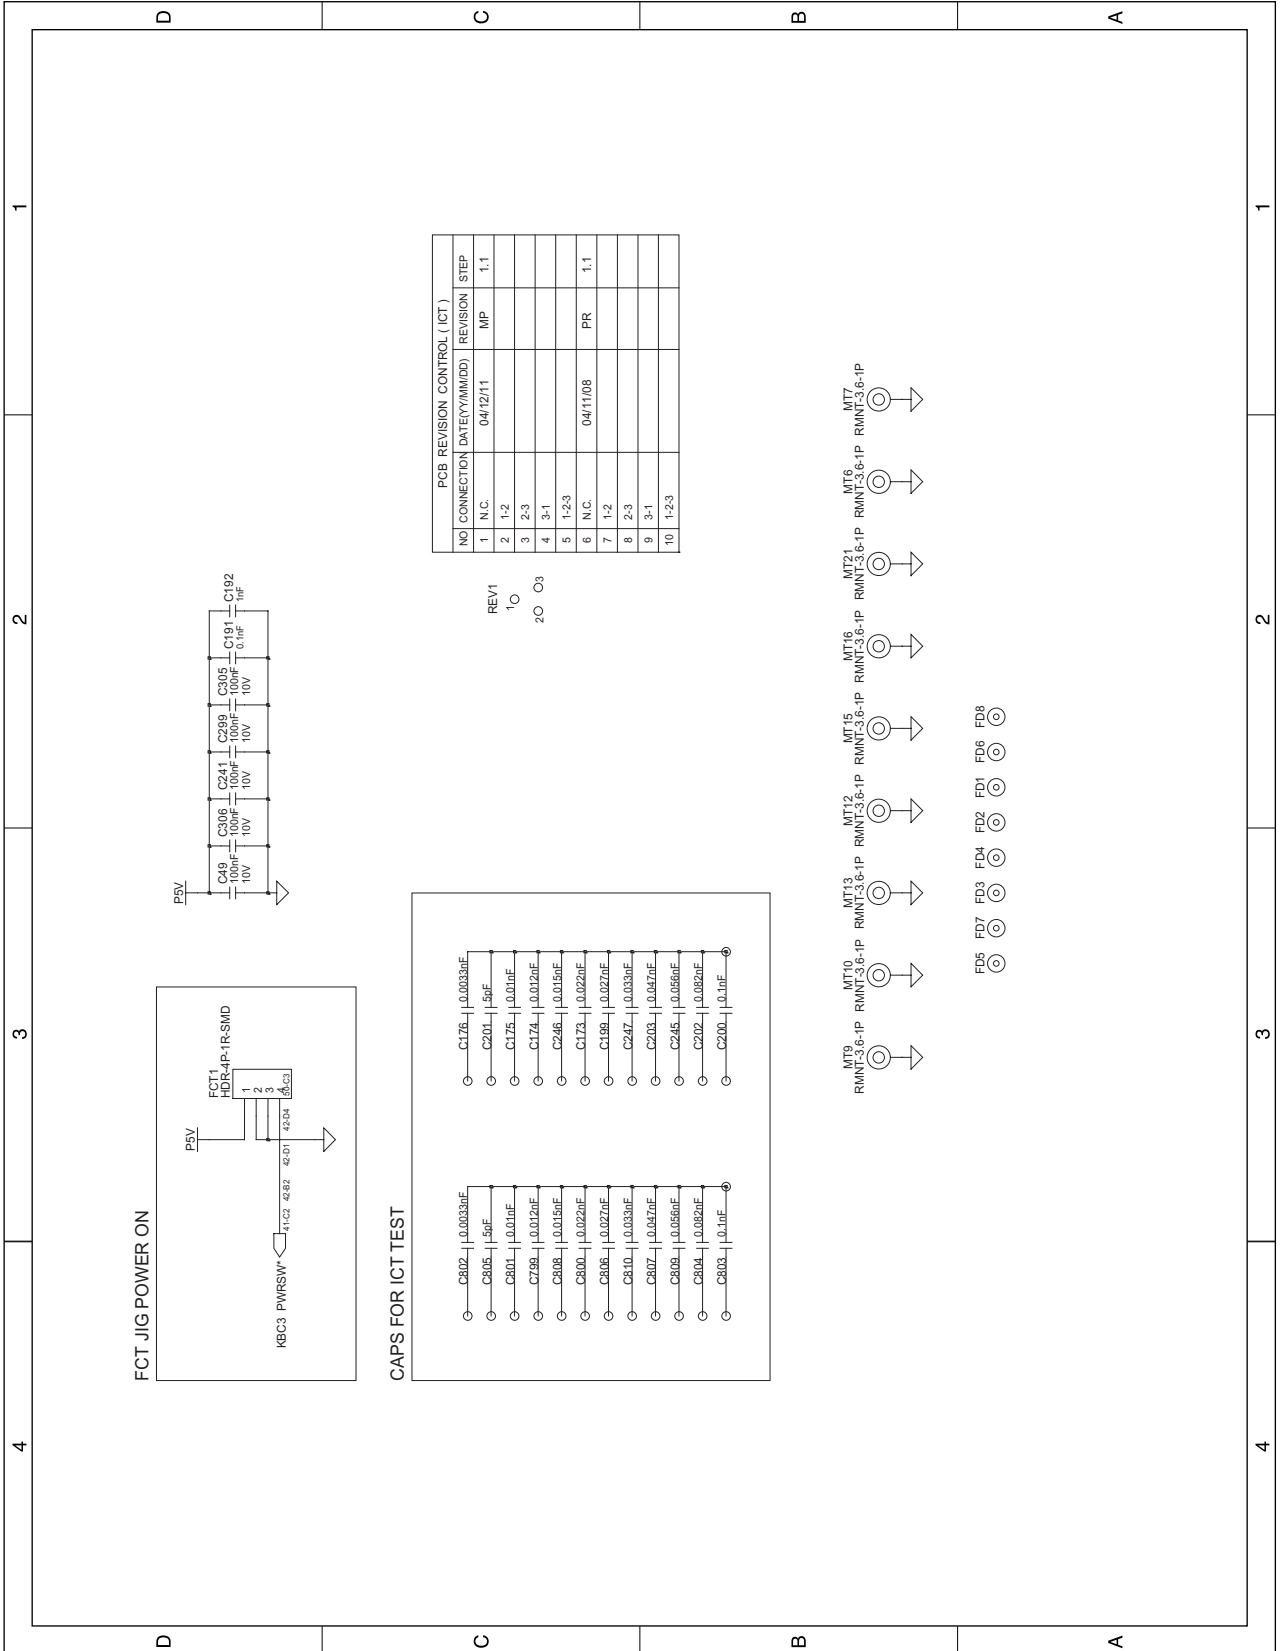 4
3
2
1
D
D
C
C
B
B
A
A
FCT JIG POWER ON
P5V
FCT1
HDR-4P-1R-SMD
1
2
3
4
50-C3
KBC3_PWRSW*
41-C2
42-B2
42-D1
42-D4
P5V
C49
100nF
10V
C306
100nF
10V
C241
100nF
10V
C299
100nF
10V
C305
100nF
10V
C191
0.1nF
C192
1nF
CAPS FOR ICT TEST
C802 0.0033nF
C805 5pF
C801 0.01nF
C799 0.012nF
C808 0.015nF
C800 0.022nF
C806 0.027nF
C810 0.033nF
C807 0.047nF
C809 0.056nF
C804 0.082nF
C803 0.1nF
C176 0.0033nF
C201 5pF
C175 0.01nF
C174 0.012nF
C246 0.015nF
C173 0.022nF
C199 0.027nF
C247 0.033nF
C203 0.047nF
C245 0.056nF
C202 0.082nF
C200 0.1nF
REV1
1
2 3
PCB REVISION CONTROL ( ICT )
NO CONNECTION DATE(YY/MM/DD) REVISION STEP
1 N.C. 04/12/11 MP 1.1
2 1-2
3 2-3
4 3-1
5 1-2-3
6 N.C. 04/11/08 PR 1.1
7 1-2
8 2-3
9 3-1
10 1-2-3
MT9
RMNT-3.6-1P
MT10
RMNT-3.6-1P
MT13
RMNT-3.6-1P
MT12
RMNT-3.6-1P
MT15
RMNT-3.6-1P
MT16
RMNT-3.6-1P
MT21
RMNT-3.6-1P
MT6
RMNT-3.6-1P
MT7
RMNT-3.6-1P
FD5 FD7 FD3 FD4 FD2 FD1 FD6 FD8
4
3
2
1